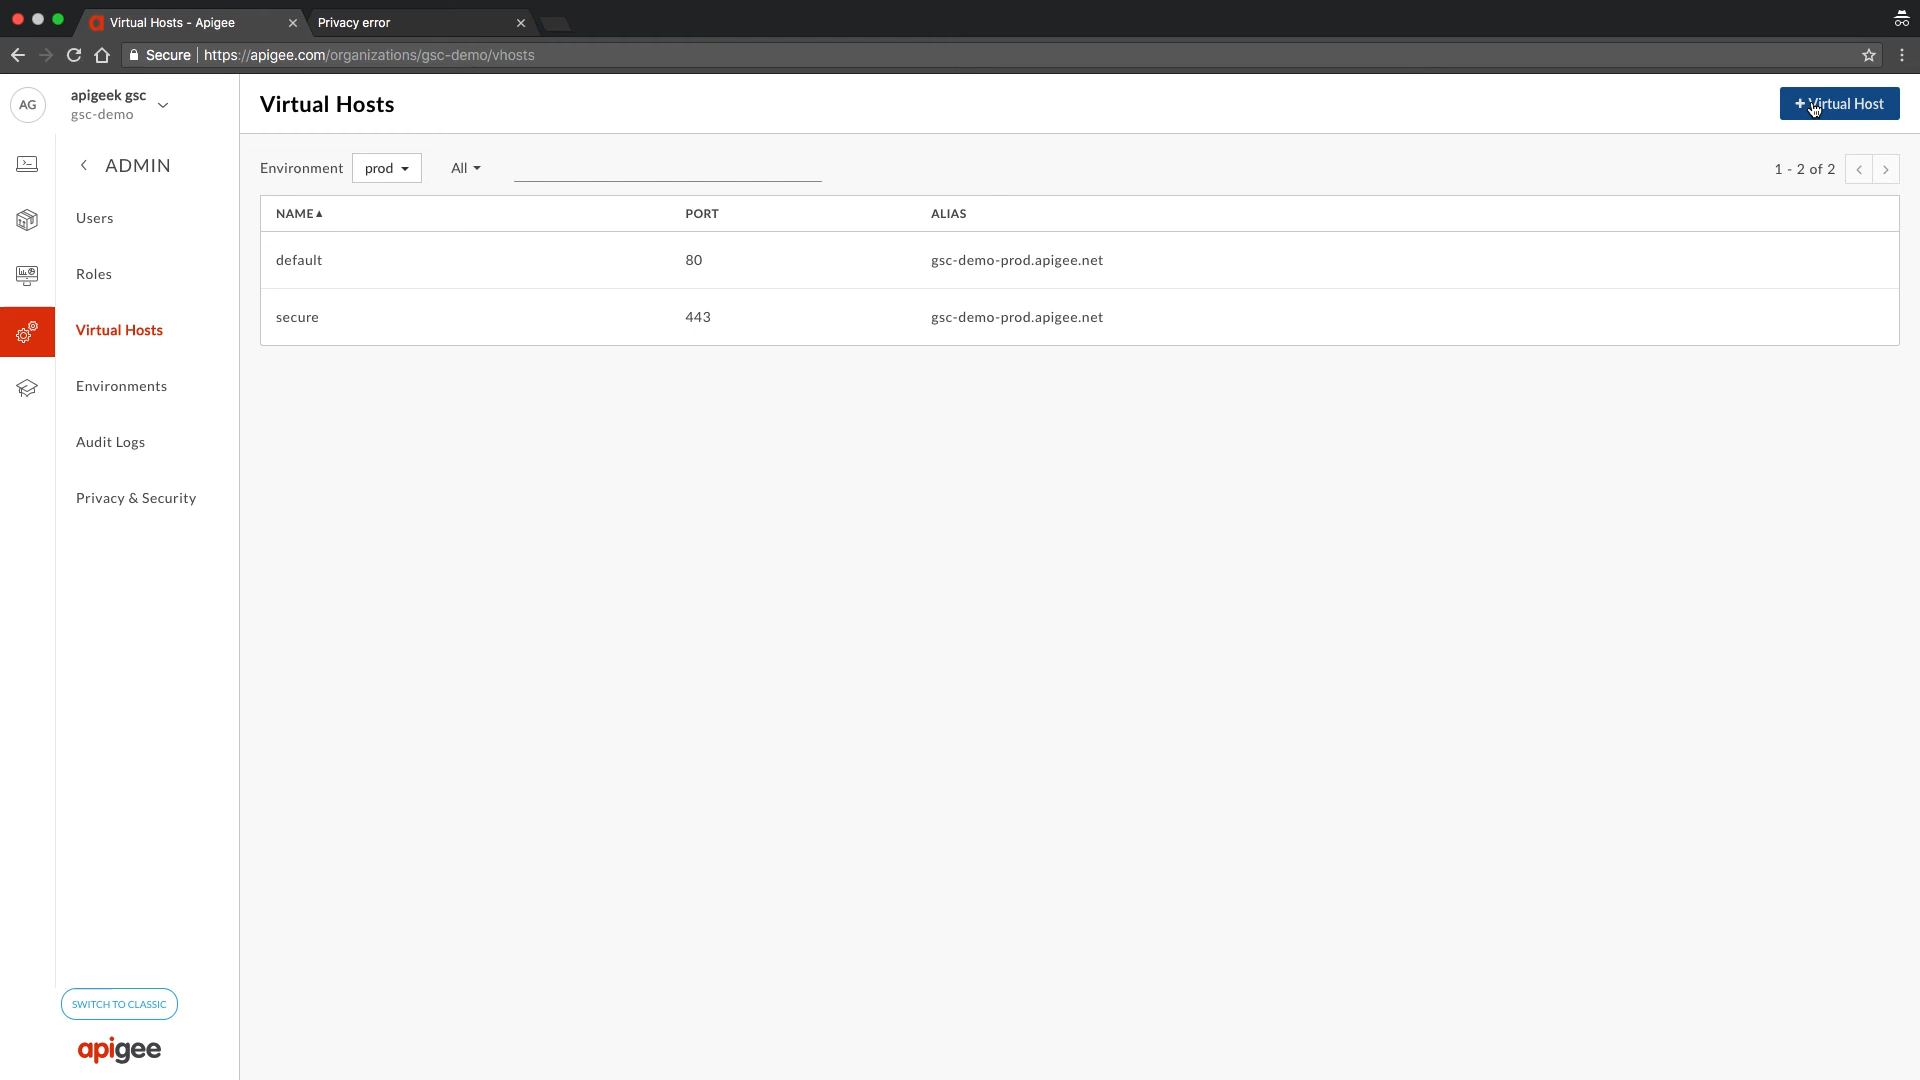 Virtual Hosts - Apigee
Privacy error
Secure
https://apigee.com/organizations/gsc-demo/vhosts
AG
apigeek gsc
gsc-demo
Virtual Hosts
+ Virtual Host
ADMIN
Users
Roles
Virtual Hosts
Environments
Audit Logs
Privacy & Security
Environment prod All
1 - 2 of 2
NAME PORT ALIAS
default 80 gsc-demo-prod.apigee.net
secure 443 gsc-demo-prod.apigee.net
SWITCH TO CLASSIC
apigee